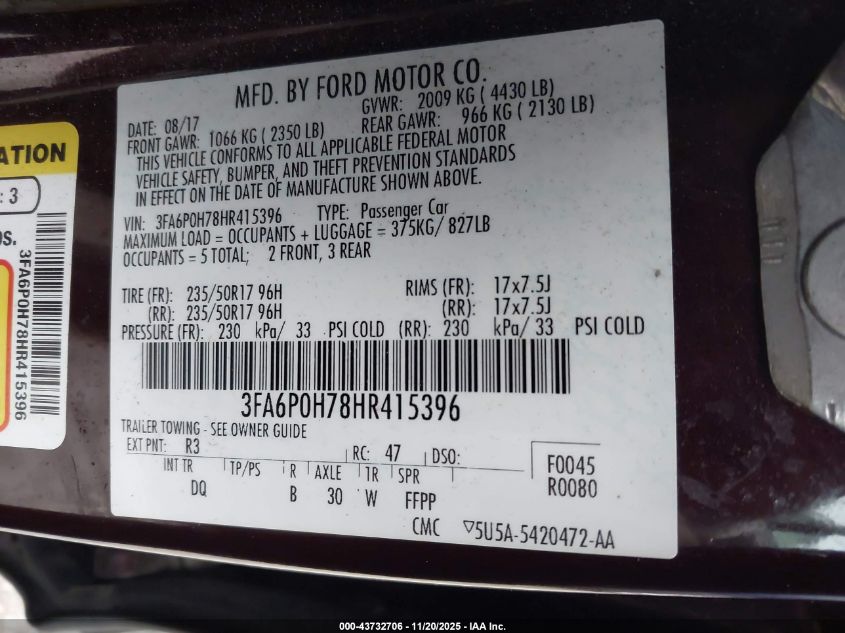 MFD. BY FORD MOTOR CO.
DATE: 08/17 GVWR: 2009 KG ( 4430 LB)
FRONT GAWR: 1066 KG ( 2350 LB) REAR GAWR: 966 KG ( 2130 LB)
THIS VEHICLE CONFORMS TO ALL APPLICABLE FEDERAL MOTOR
VEHICLE SAFETY, BUMPER, AND THEFT PREVENTION STANDARDS
IN EFFECT ON THE DATE OF MANUFACTURE SHOWN ABOVE.
VIN: 3FA6P0H78HR415396 TYPE: Passenger Car
MAXIMUM LOAD = OCCUPANTS + LUGGAGE = 375KG/ 827LB
OCCUPANTS = 5 TOTAL; 2 FRONT, 3 REAR
TIRE (FR): 235/50R17 96H RIMS (FR): 17x7.5J
(RR): 235/50R17 96H (RR): 17x7.5J
PRESSURE (FR): 230 kPa/ 33 PSI COLD (RR): 230 kPa/ 33 PSI COLD
3FA6P0H78HR415396
TRAILER TOWING - SEE OWNER GUIDE
EXT PNT: R3 RC: 47 DSO:
INT TR TP/PS R AXLE TR SPR
DQ B 30 W FFPP
F0045
R0080
CMC ▽5U5A-5420472-AA
ATION
: 3
os.
3FA6P0H78HR415396
000-43732706 - 11/20/2025 - IAA Inc.